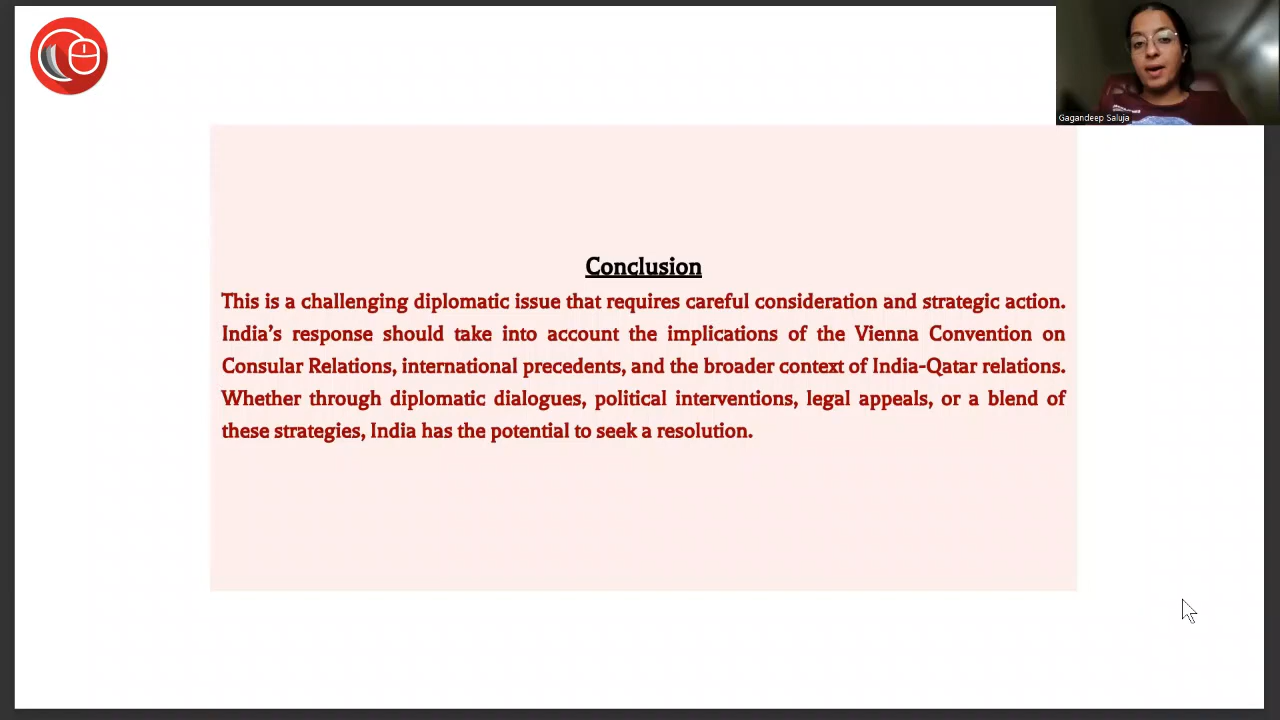 Gagandeep Saluja
Conclusion
This is a challenging diplomatic issue that requires careful consideration and strategic action.
India’s response should take into account the implications of the Vienna Convention on
Consular Relations, international precedents, and the broader context of India-Qatar relations.
Whether through diplomatic dialogues, political interventions, legal appeals, or a blend of
these strategies, India has the potential to seek a resolution.